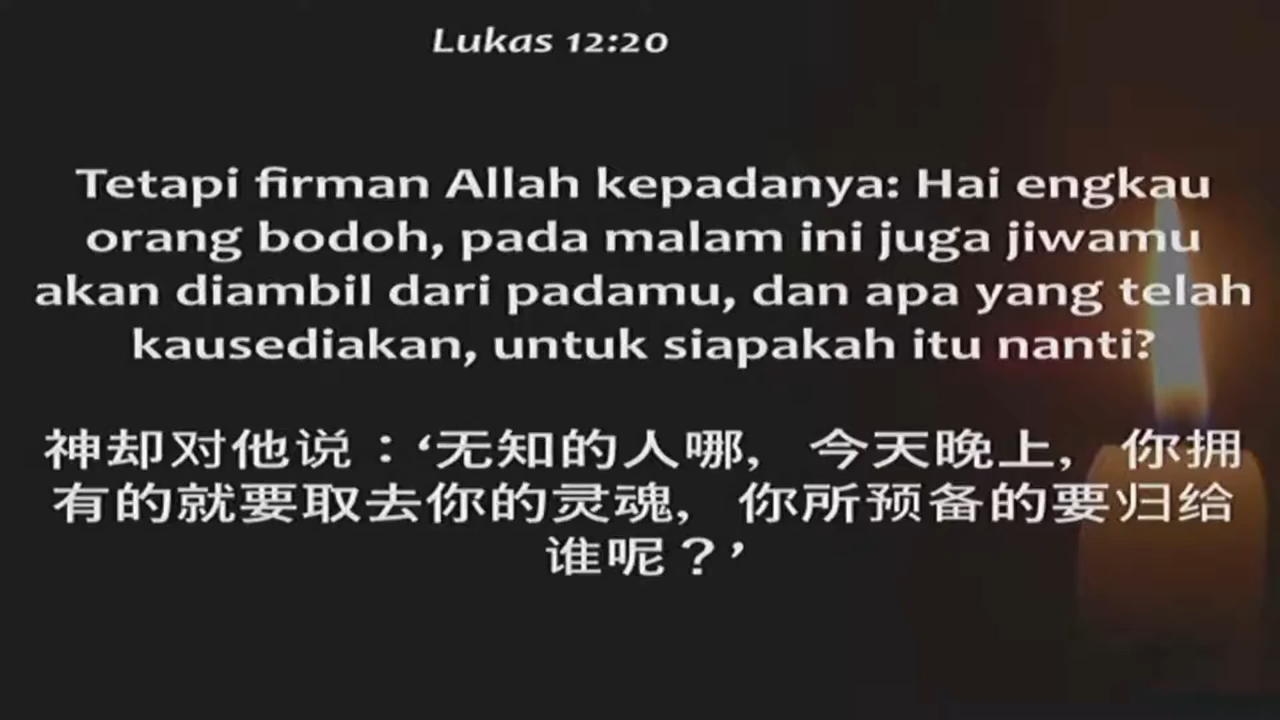 Lukas 12:20
Tetapi firman Allah kepadanya: Hai engkau
orang bodoh, pada malam ini juga jiwamu
akan diambil dari padamu, dan apa yang telah
kausediakan, untuk siapakah itu nanti?
神却对他说：‘无知的人哪, 今天晚上, 你拥
有的就要取去你的灵魂, 你所预备的要归给
谁呢？’